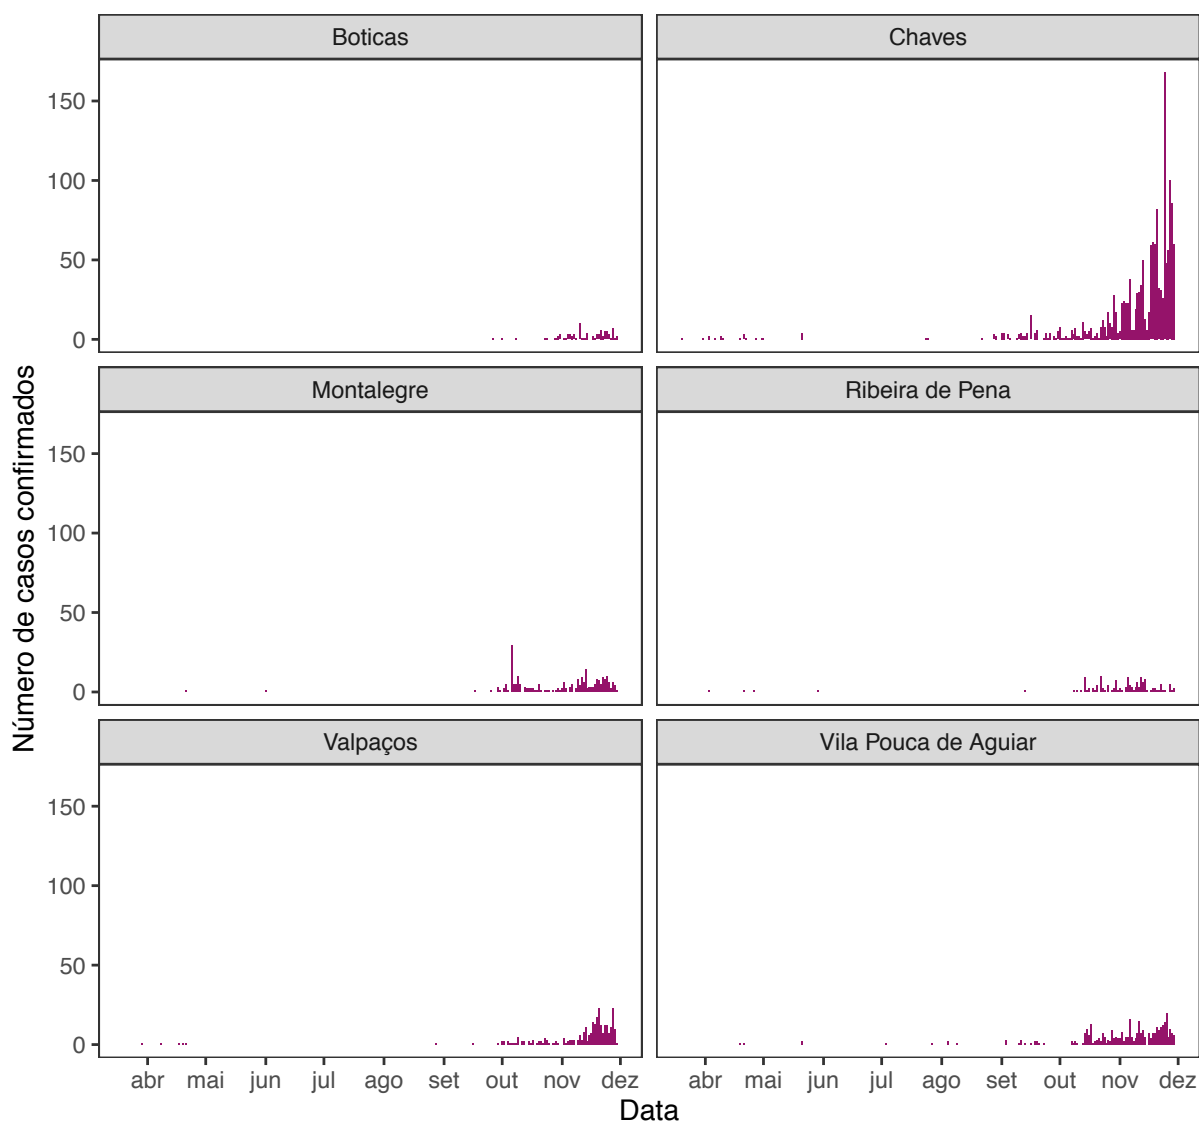 Boticas
Chaves
150
100
50
0
Montalegre
Ribeira de Pena
150
100
50
0
Valpaços
Vila Pouca de Aguiar
150
100
50
0
Número de casos confirmados
abr mai jun jul ago set out nov dez
abr mai jun jul ago set out nov dez
Data